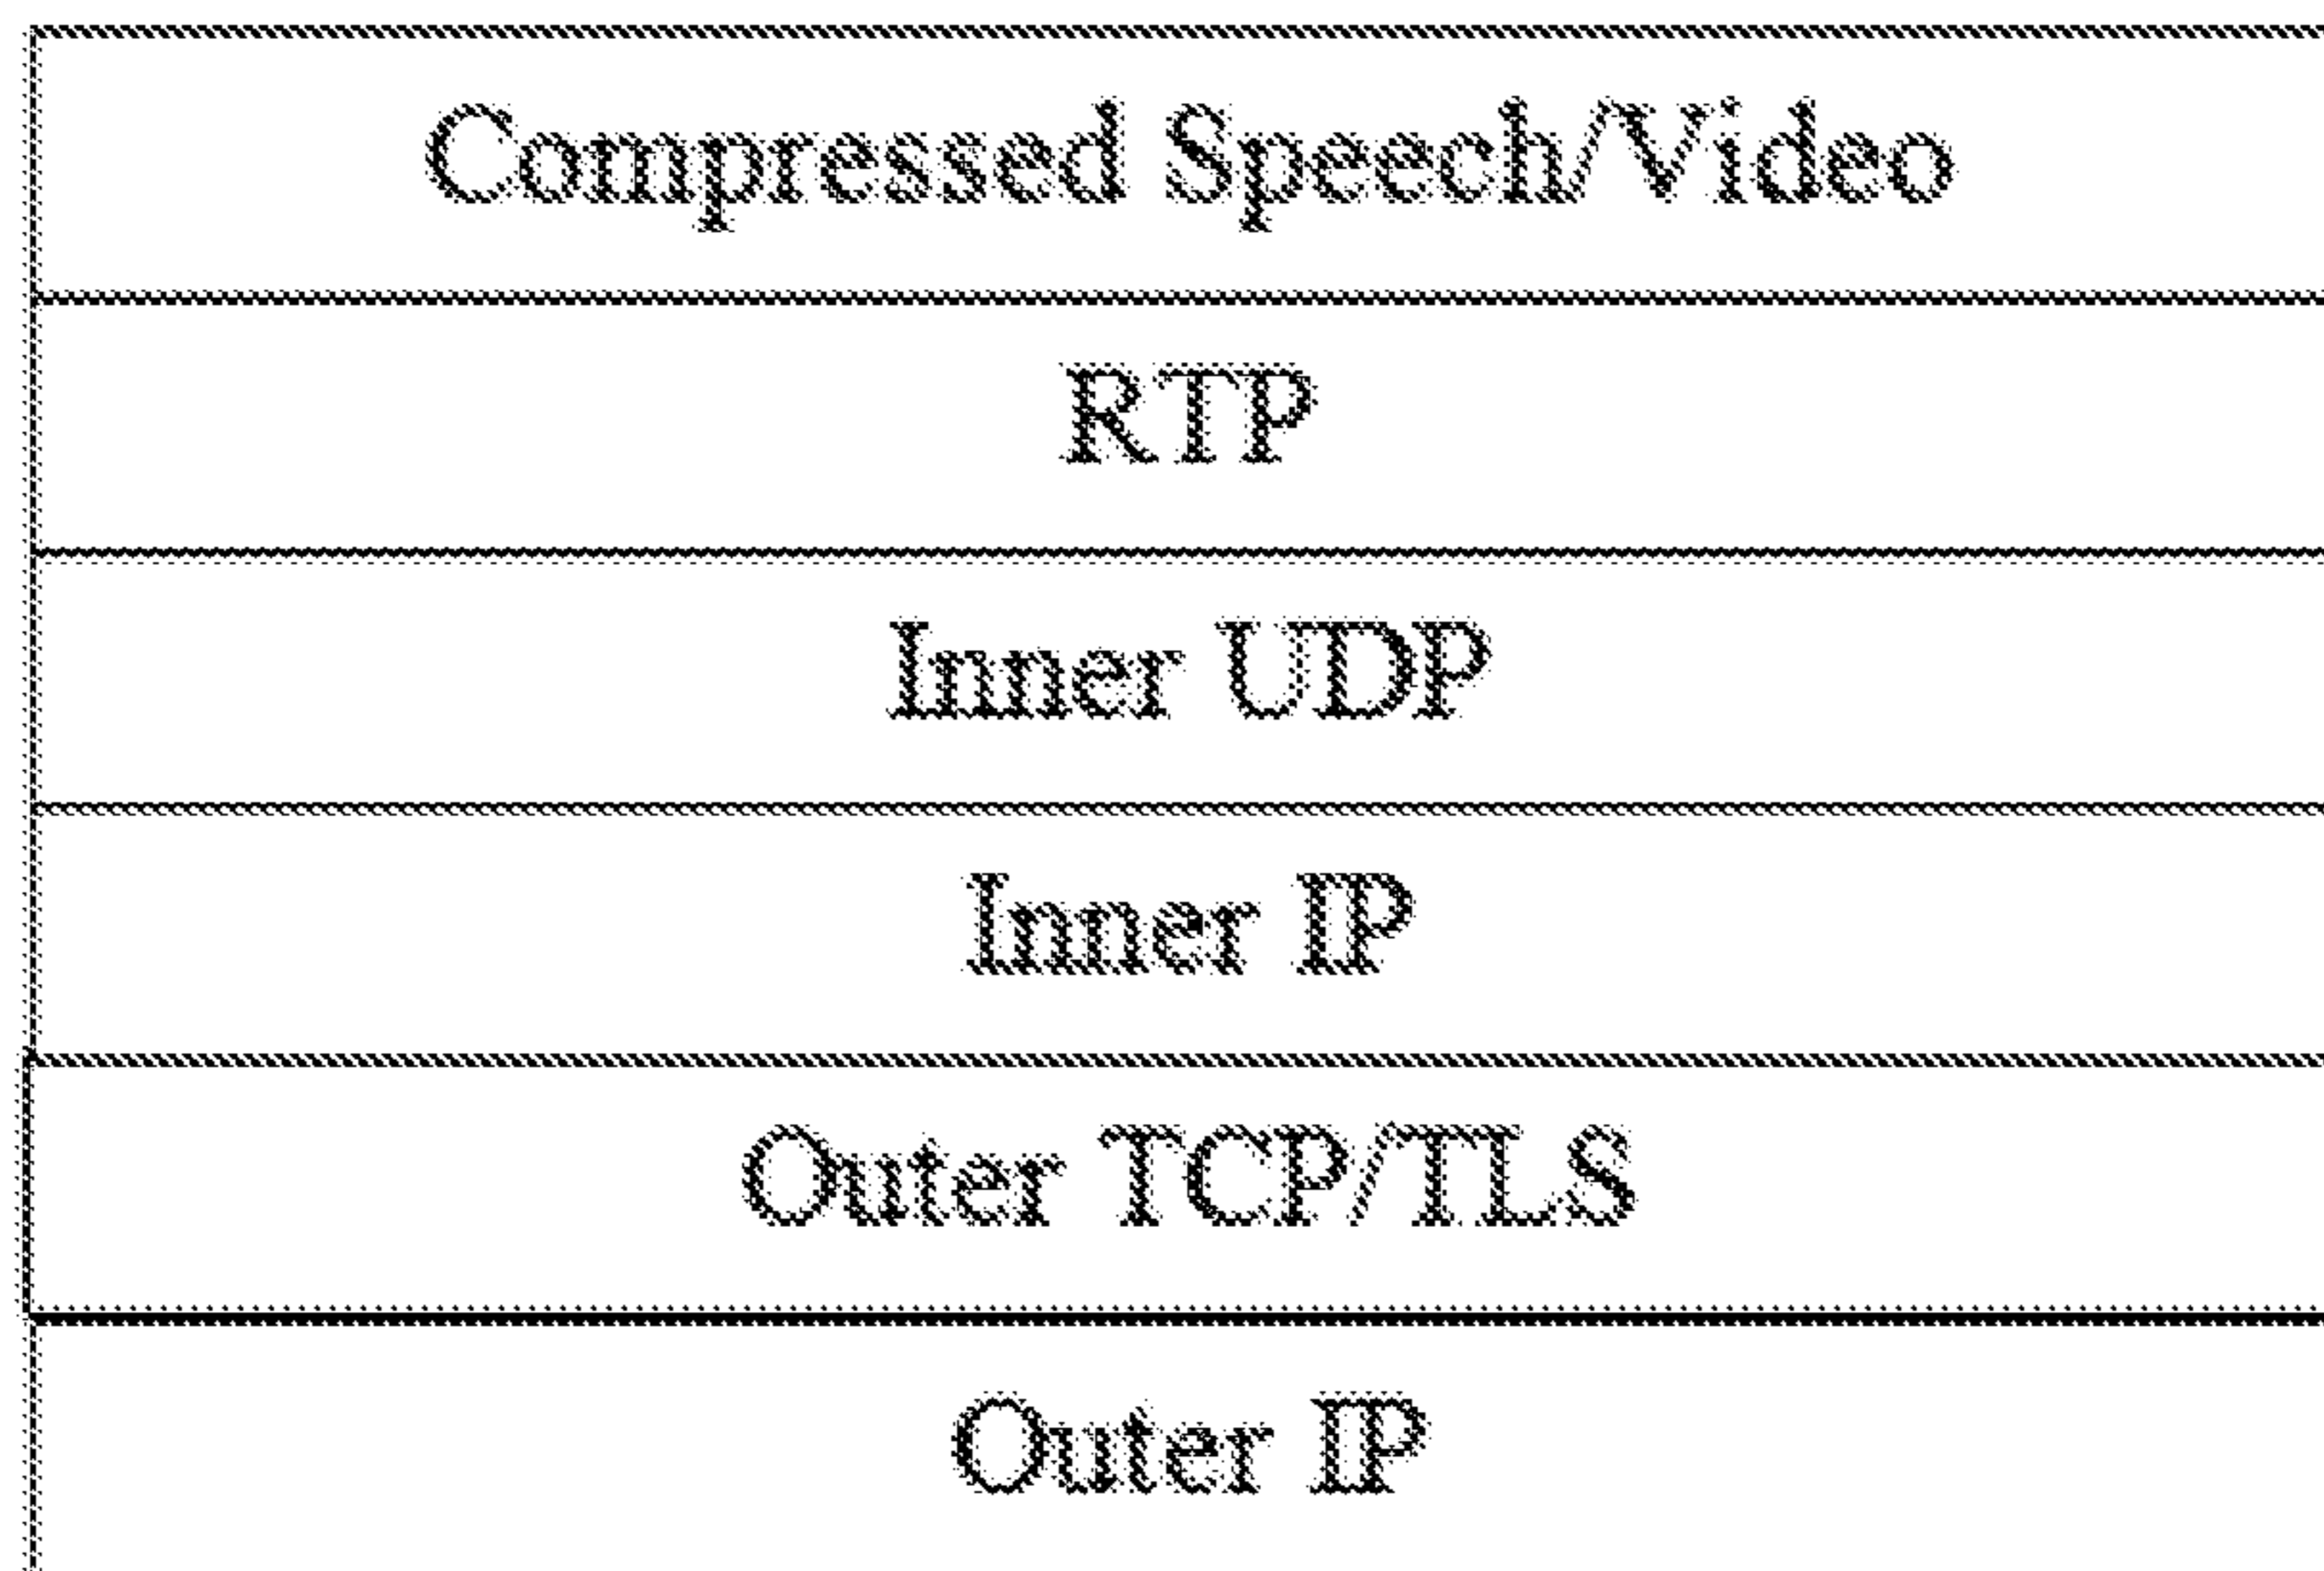 Compressed Speech/Video
RTP
Inner UDP
Inner IP
Outer TCP/TLS
Outer IP